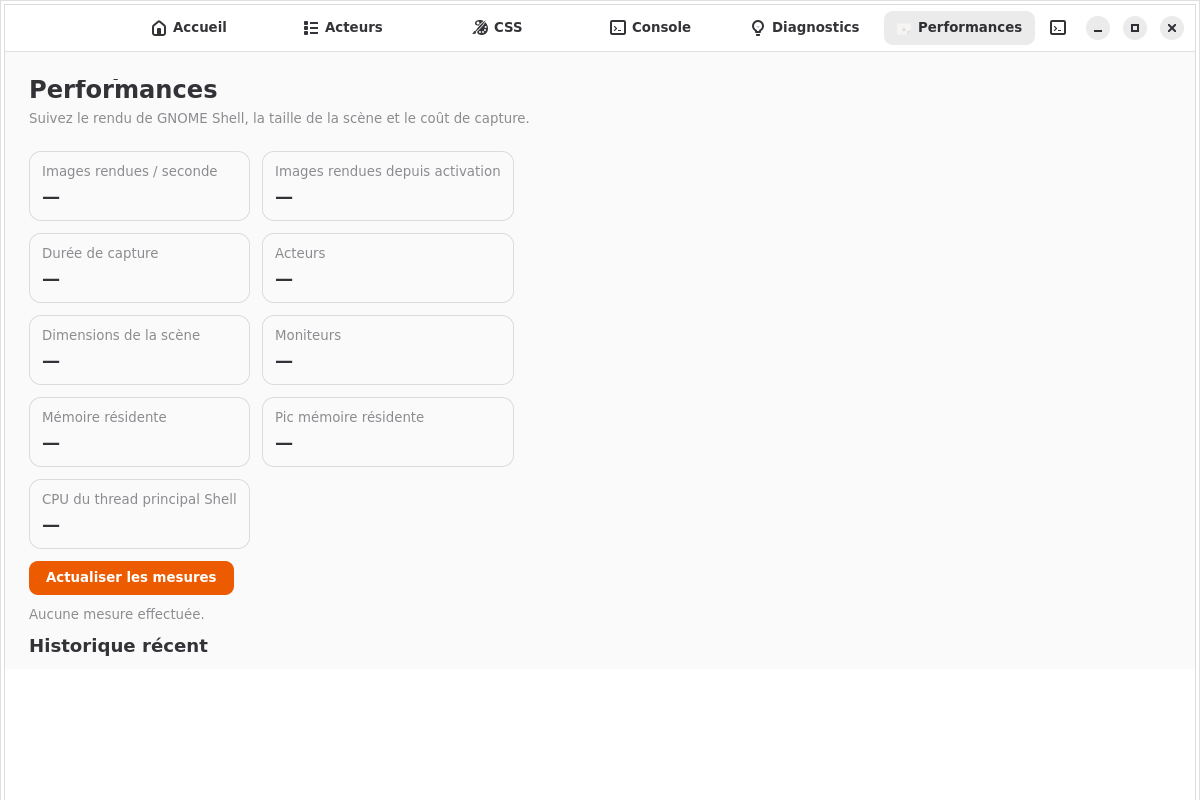 Accueil
Acteurs
CSS
Console
Diagnostics
Performances
Performances
Suivez le rendu de GNOME Shell, la taille de la scène et le coût de capture.
Images rendues / seconde
—
Images rendues depuis activation
—
Durée de capture
—
Acteurs
—
Dimensions de la scène
—
Moniteurs
—
Mémoire résidente
—
Pic mémoire résidente
—
CPU du thread principal Shell
—
Actualiser les mesures
Aucune mesure effectuée.
Historique récent